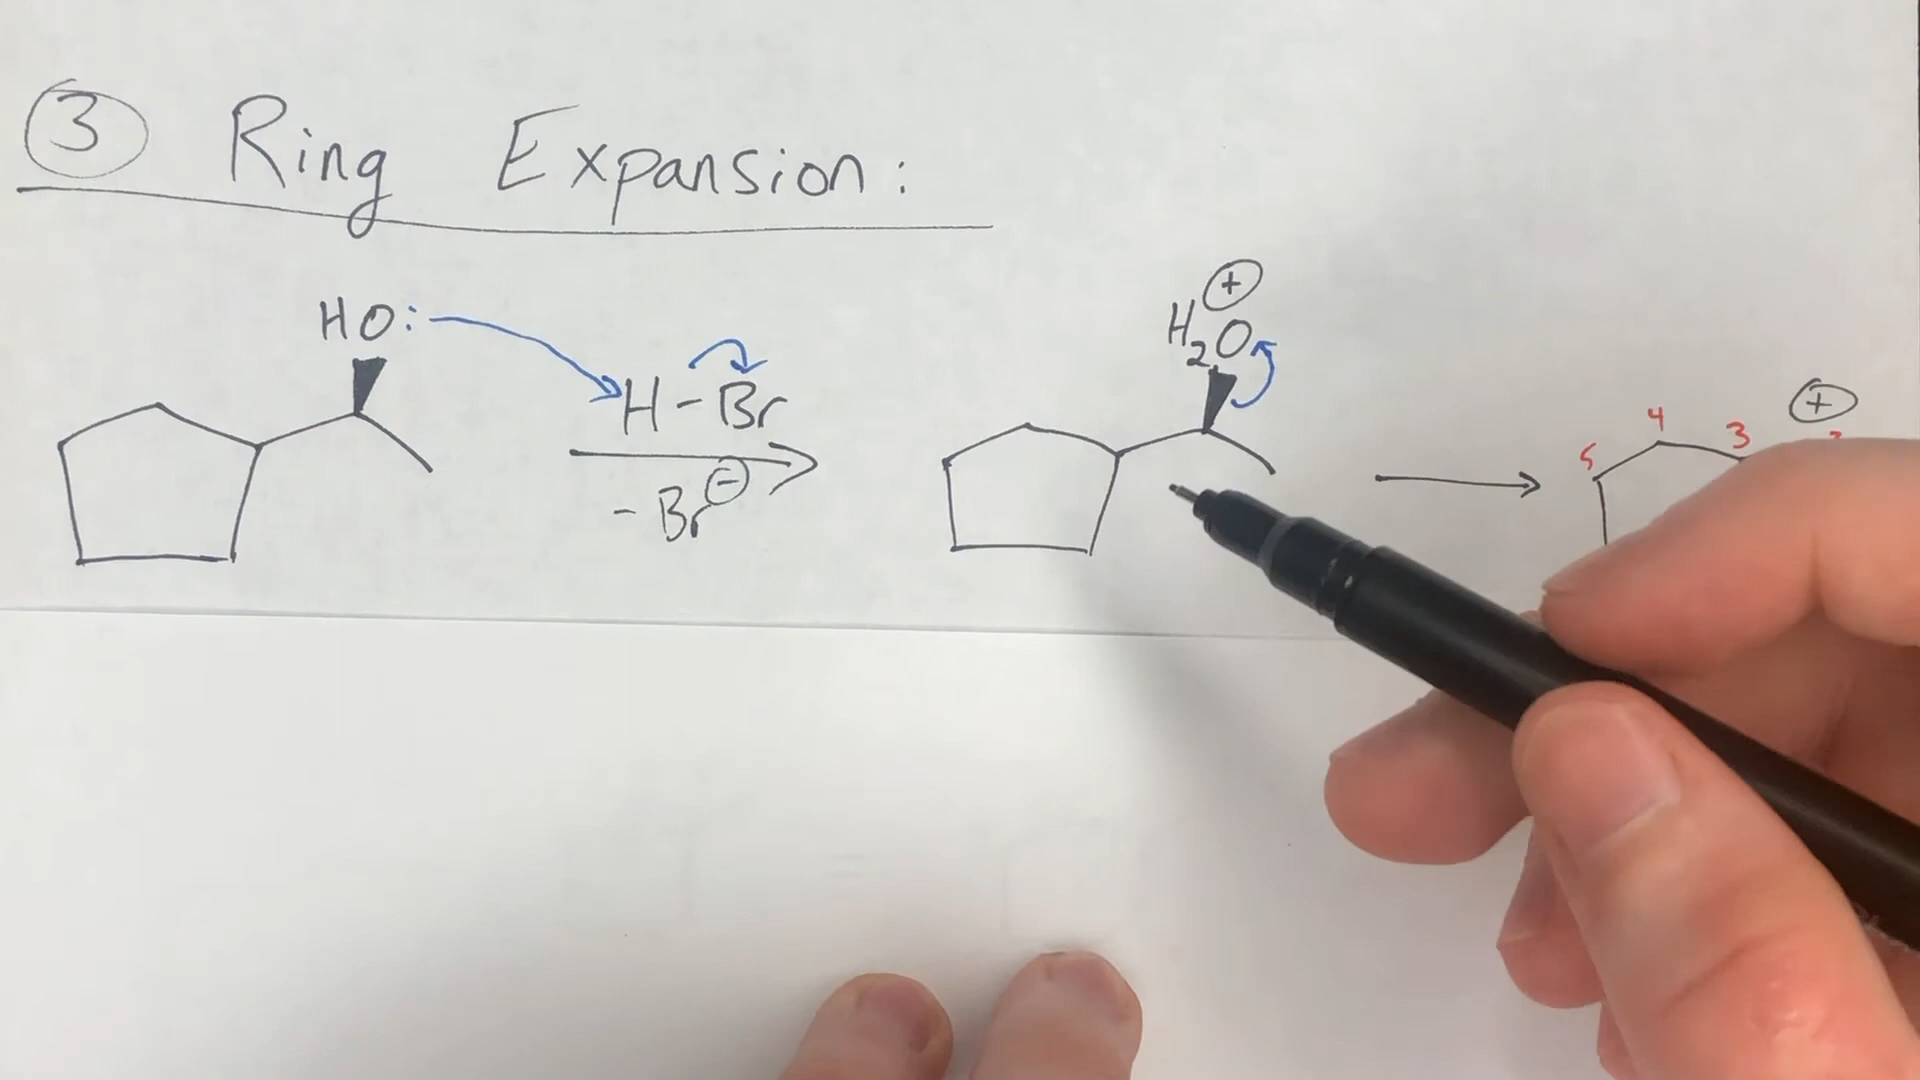 ③ Ring Expansion:
HO:
H-Br
- Br⊖
⊕
H₂O
⊕
5 4 3